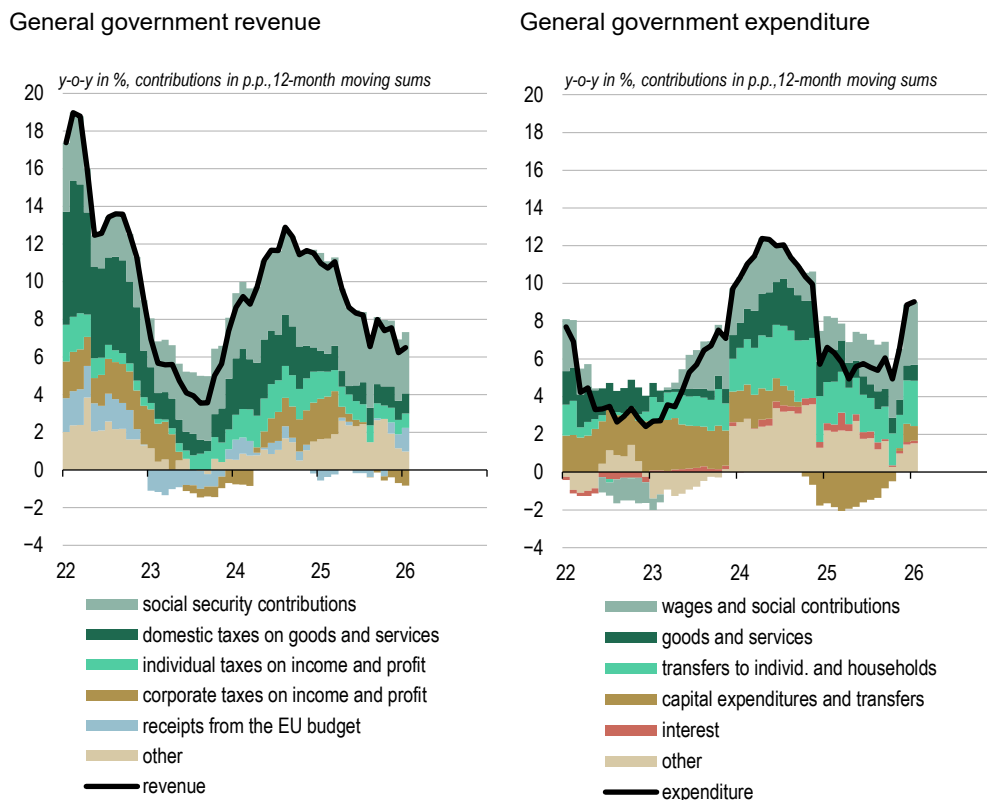 General government revenue
y-o-y in %, contributions in p.p.,12-month moving sums
20
18
16
14
12
10
8
6
4
2
0
−2
−4
22 23 24 25 26
social security contributions
domestic taxes on goods and services
individual taxes on income and profit
corporate taxes on income and profit
receipts from the EU budget
other
revenue
General government expenditure
y-o-y in %, contributions in p.p.,12-month moving sums
20
18
16
14
12
10
8
6
4
2
0
−2
−4
22 23 24 25 26
wages and social contributions
goods and services
transfers to individ. and households
capital expenditures and transfers
interest
other
expenditure